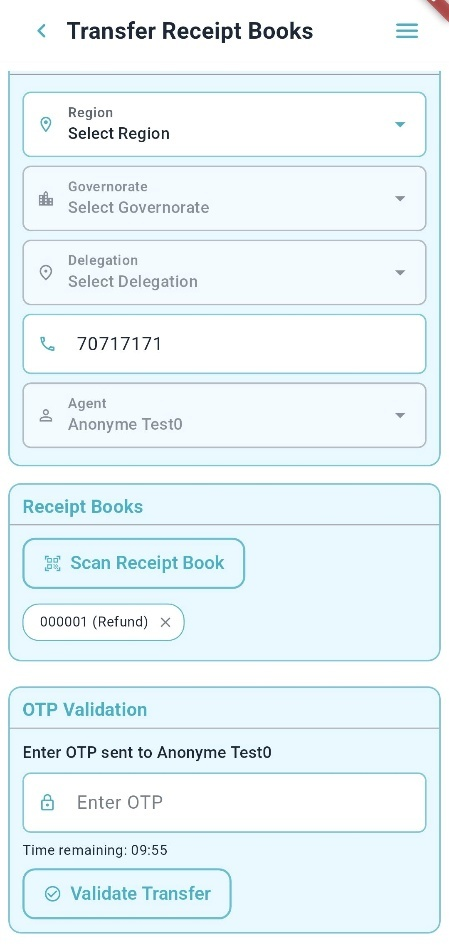 Transfer Receipt Books
Region
Select Region
Governorate
Select Governorate
Delegation
Select Delegation
70717171
Agent
Anonyme Test0
Receipt Books
Scan Receipt Book
000001 (Refund)
OTP Validation
Enter OTP sent to Anonyme Test0
Enter OTP
Time remaining: 09:55
Validate Transfer